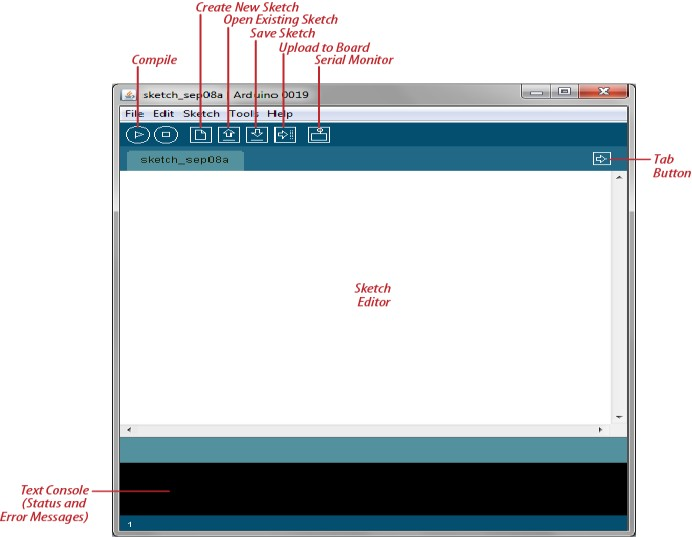 Create New Sketch
Open Existing Sketch
Save Sketch
Upload to Board
Compile
Serial Monitor
sketch_sep08a Arduino 0019
File Edit Sketch Tools Help
sketch_sep08a
Tab
Button
Sketch
Editor
Text Console
(Status and
Error Messages)
1